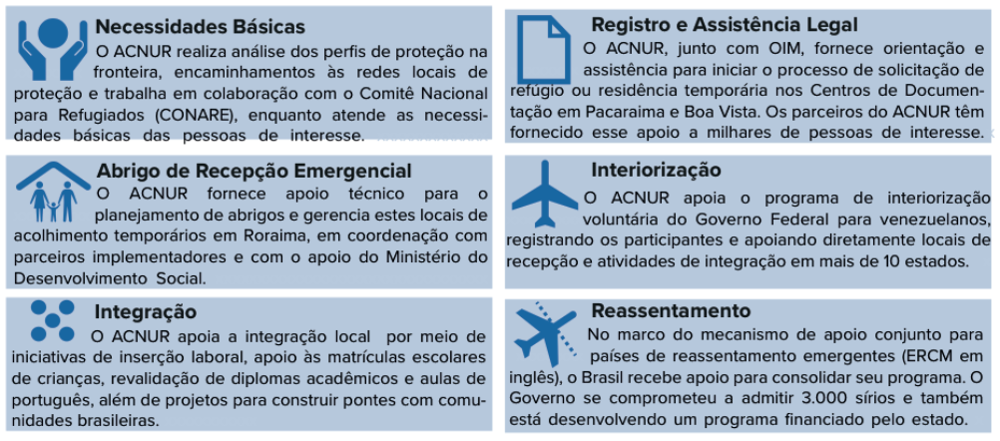 Necessidades Básicas
O ACNUR realiza análise dos perfis de proteção na
fronteira, encaminhamentos às redes locais de
proteção e trabalha em colaboração com o Comitê Nacional
para Refugiados (CONARE), enquanto atende as necessi-
dades básicas das pessoas de interesse.
Registro e Assistência Legal
O ACNUR, junto com OIM, fornece orientação e
assistência para iniciar o processo de solicitação de
refúgio ou residência temporária nos Centros de Documen-
tação em Pacaraima e Boa Vista. Os parceiros do ACNUR têm
fornecido esse apoio a milhares de pessoas de interesse.
Abrigo de Recepção Emergencial
O ACNUR fornece apoio técnico para o
planejamento de abrigos e gerencia estes locais de
acolhimento temporários em Roraima, em coordenação com
parceiros implementadores e com o apoio do Ministério do
Desenvolvimento Social.
Interiorização
O ACNUR apoia o programa de interiorização
voluntária do Governo Federal para venezuelanos,
registrando os participantes e apoiando diretamente locais de
recepção e atividades de integração em mais de 10 estados.
Integração
O ACNUR apoia a integração local por meio de
iniciativas de inserção laboral, apoio às matrículas escolares
de crianças, revalidação de diplomas acadêmicos e aulas de
português, além de projetos para construir pontes com comu-
nidades brasileiras.
Reassentamento
No marco do mecanismo de apoio conjunto para
países de reassentamento emergentes (ERCM em
inglês), o Brasil recebe apoio para consolidar seu programa. O
Governo se comprometeu a admitir 3.000 sírios e também
está desenvolvendo um programa financiado pelo estado.